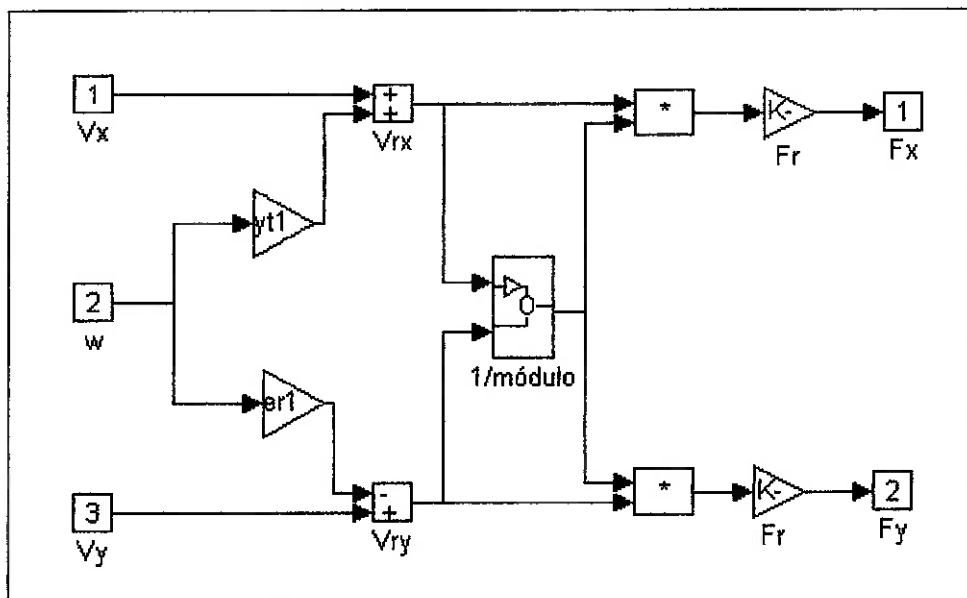 1
Vx
+
+
Vrx
*
K-
Fr
1
Fx
yt1
2
w
1/módulo
er1
3
Vy
-
+
Vry
*
K-
Fr
2
Fy